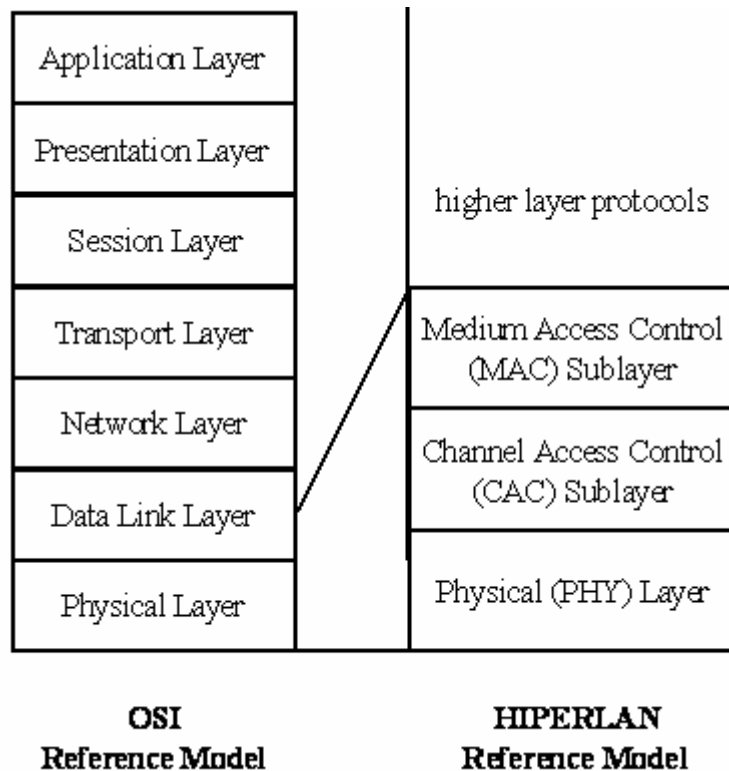 Application Layer
Presentation Layer
Session Layer
Transport Layer
Network Layer
Data Link Layer
Physical Layer
OSI
Reference Model
higher layer protocols
Medium Access Control
(MAC) Sublayer
Channel Access Control
(CAC) Sublayer
Physical (PHY) Layer
HIPERLAN
Reference Model